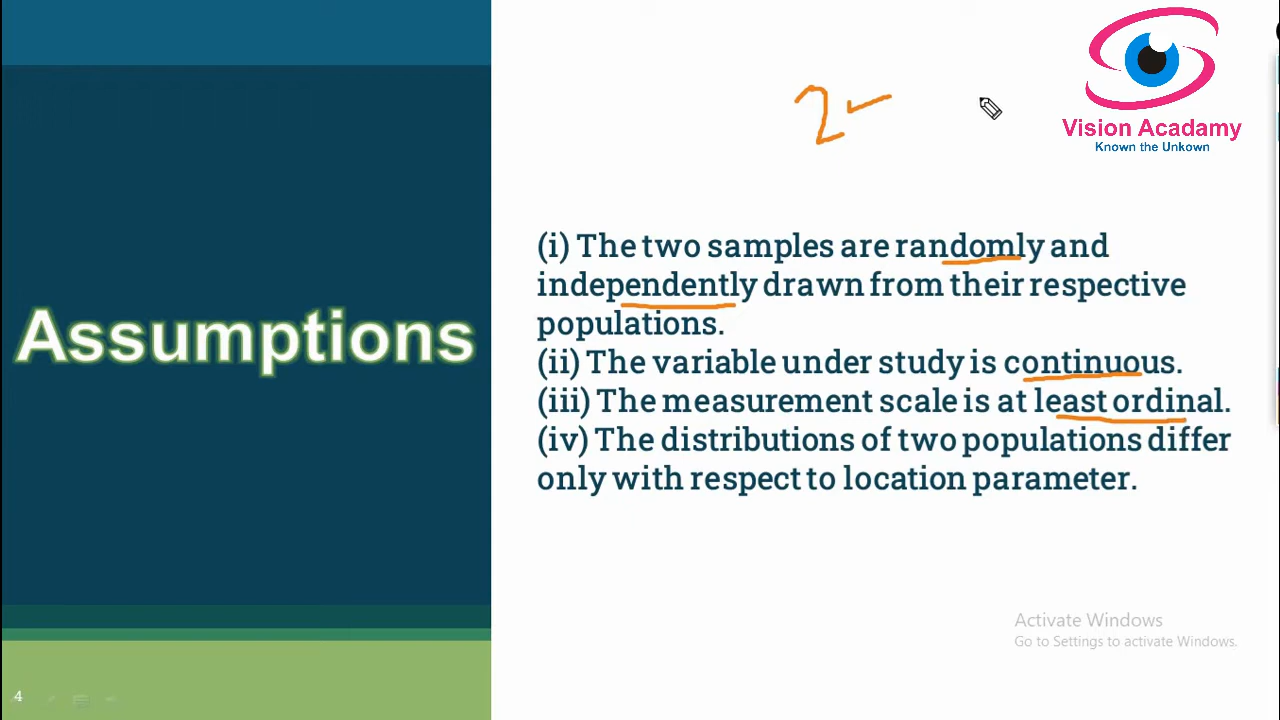 2
Vision Acadamy
Known the Unkown
(i) The two samples are randomly and
independently drawn from their respective
populations.
(ii) The variable under study is continuous.
(iii) The measurement scale is at least ordinal.
(iv) The distributions of two populations differ
only with respect to location parameter.
Assumptions
Activate Windows
Go to Settings to activate Windows.
4